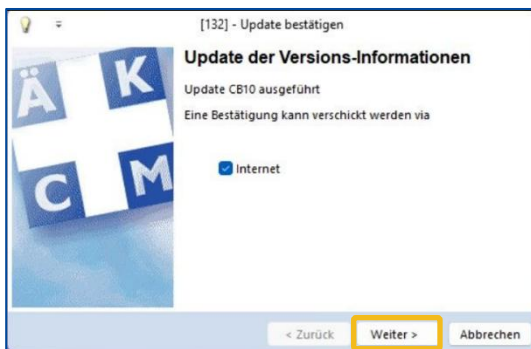 [132] - Update bestätigen
Update der Versions-Informationen
Update CB10 ausgeführt
Eine Bestätigung kann verschickt werden via
Internet
Ä K
C M
< Zurück Weiter > Abbrechen